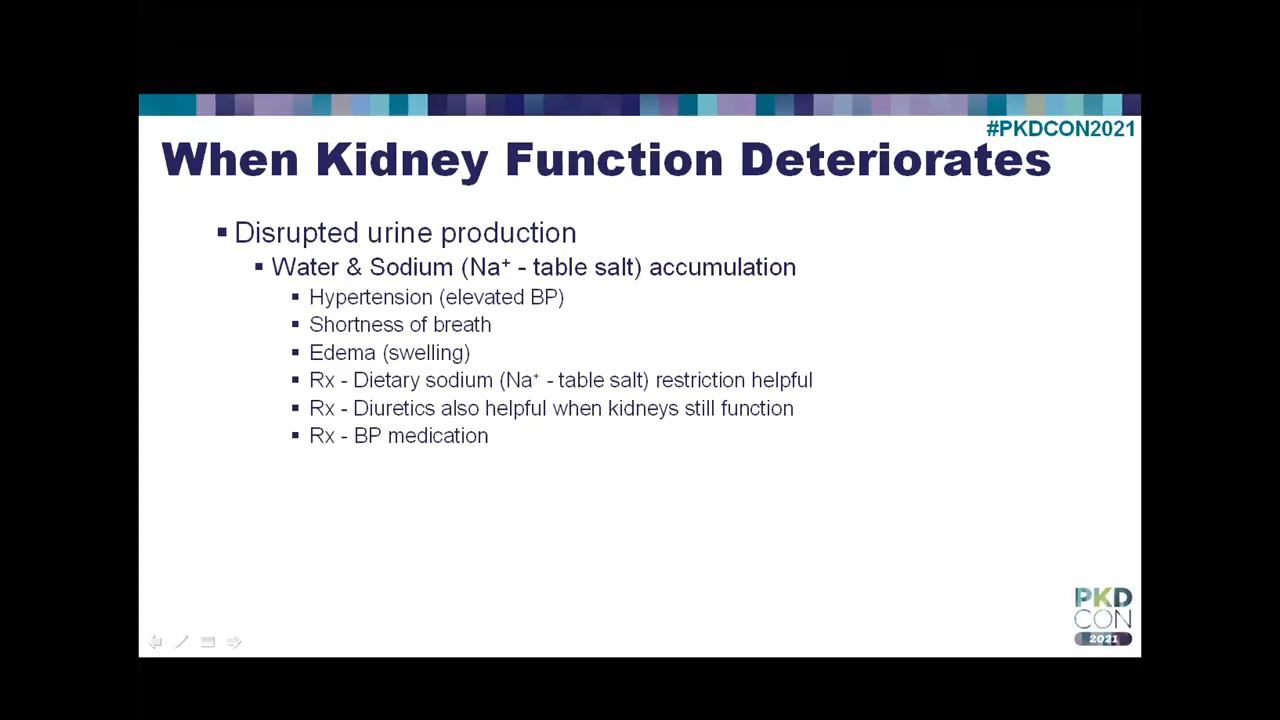 #PKDCON2021
When Kidney Function Deteriorates
▪ Disrupted urine production
▪ Water & Sodium (Na⁺ - table salt) accumulation
▪ Hypertension (elevated BP)
▪ Shortness of breath
▪ Edema (swelling)
▪ Rx - Dietary sodium (Na⁺ - table salt) restriction helpful
▪ Rx - Diuretics also helpful when kidneys still function
▪ Rx - BP medication
PKD
CON
2021